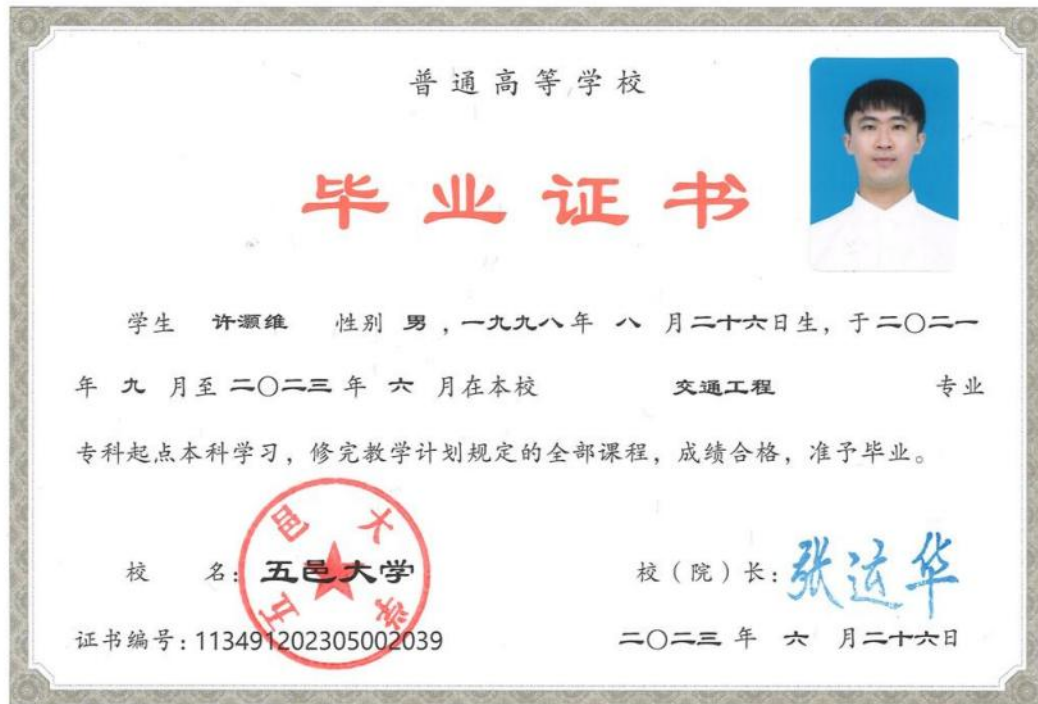 普通高等学校
毕业证书
学生 许灏维 性别 男 , 一九九八年 八 月二十六日生, 于二〇二一
年 九 月至 二〇二三 年 六 月在本校 交通工程 专业
专科起点本科学习, 修完教学计划规定的全部课程, 成绩合格, 准予毕业。
五邑大学
校 名: 五邑大学 校(院)长: 张运华
证书编号: 113491202305002039 二〇二三 年 六 月二十六日